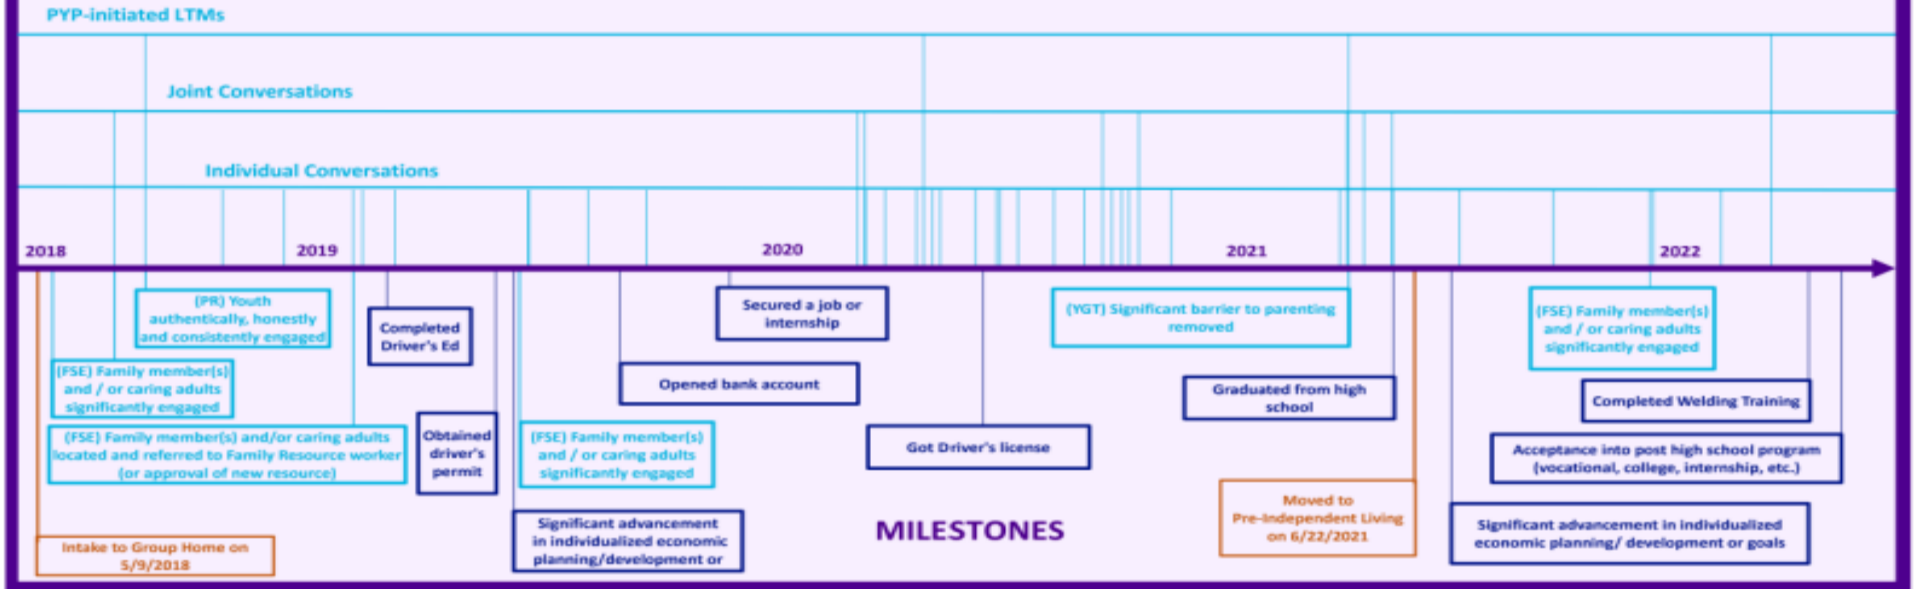 PYP-initiated LTMs
Joint Conversations
Individual Conversations
2018
2019
2020
2021
2022
(PR) Youth
authentically, honestly
and consistently engaged
Completed
Driver's Ed
Secured a job or
internship
(YGT) Significant barrier to parenting
removed
(FSE) Family member(s)
and / or caring adults
significantly engaged
(FSE) Family member(s)
and / or caring adults
significantly engaged
Opened bank account
Graduated from high
school
Completed Welding Training
(FSE) Family member(s) and/or caring adults
located and referred to Family Resource worker
(or approval of new resource)
Obtained
driver's
permit
(FSE) Family member(s)
and / or caring adults
significantly engaged
Got Driver's license
Acceptance into post high school program
(vocational, college, internship, etc.)
Intake to Group Home on
5/9/2018
Significant advancement
in individualized economic
planning/development or
MILESTONES
Moved to
Pre-Independent Living
on 6/22/2021
Significant advancement in individualized
economic planning/ development or goals